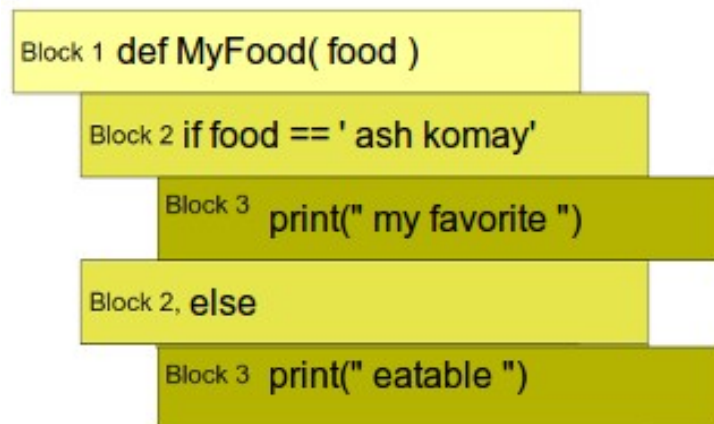 Block 1 def MyFood( food )
Block 2 if food == ' ash komay'
Block 3 print(" my favorite ")
Block 2, else
Block 3 print(" eatable ")